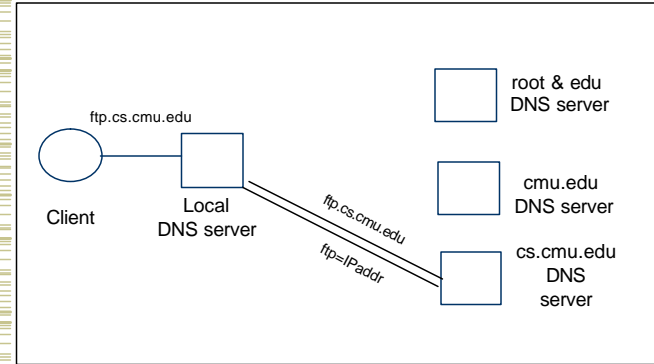 ftp.cs.cmu.edu
Client
Local
DNS server
ftp.cs.cmu.edu
ftp=IPaddr
root & edu
DNS server
cmu.edu
DNS server
cs.cmu.edu
DNS
server